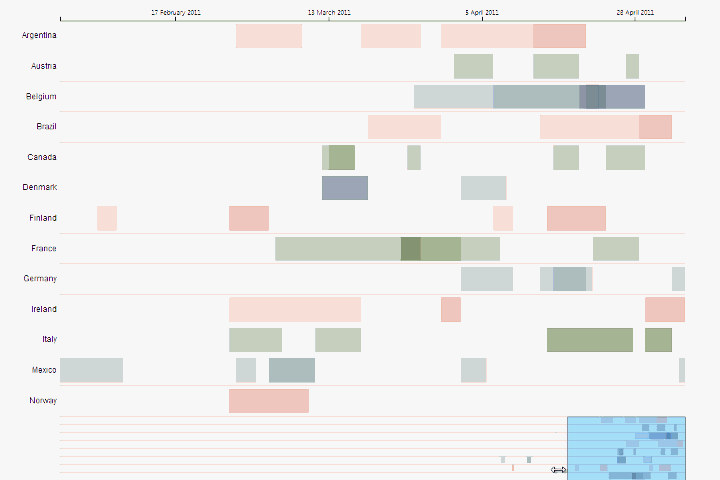 17 February 2011 13 March 2011 5 April 2011 28 April 2011
Argentina
Austria
Belgium
Brazil
Canada
Denmark
Finland
France
Germany
Ireland
Italy
Mexico
Norway